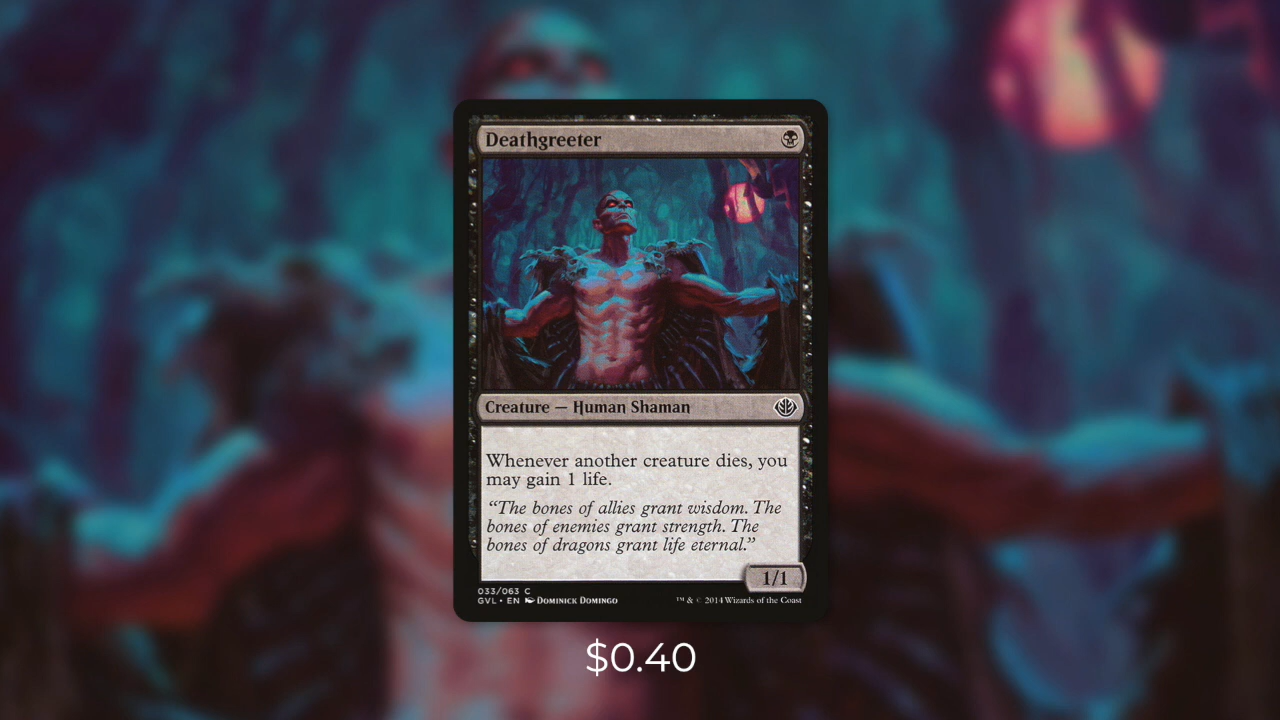 Deathgreeter
Creature — Human Shaman
Whenever another creature dies, you
may gain 1 life.
“The bones of allies grant wisdom. The
bones of enemies grant strength. The
bones of dragons grant life eternal.”
1/1
033/063 C
GVL • EN Dominick Domingo
™ & © 2014 Wizards of the Coast
$0.40